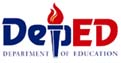 DepED
DEPARTMENT OF EDUCATION